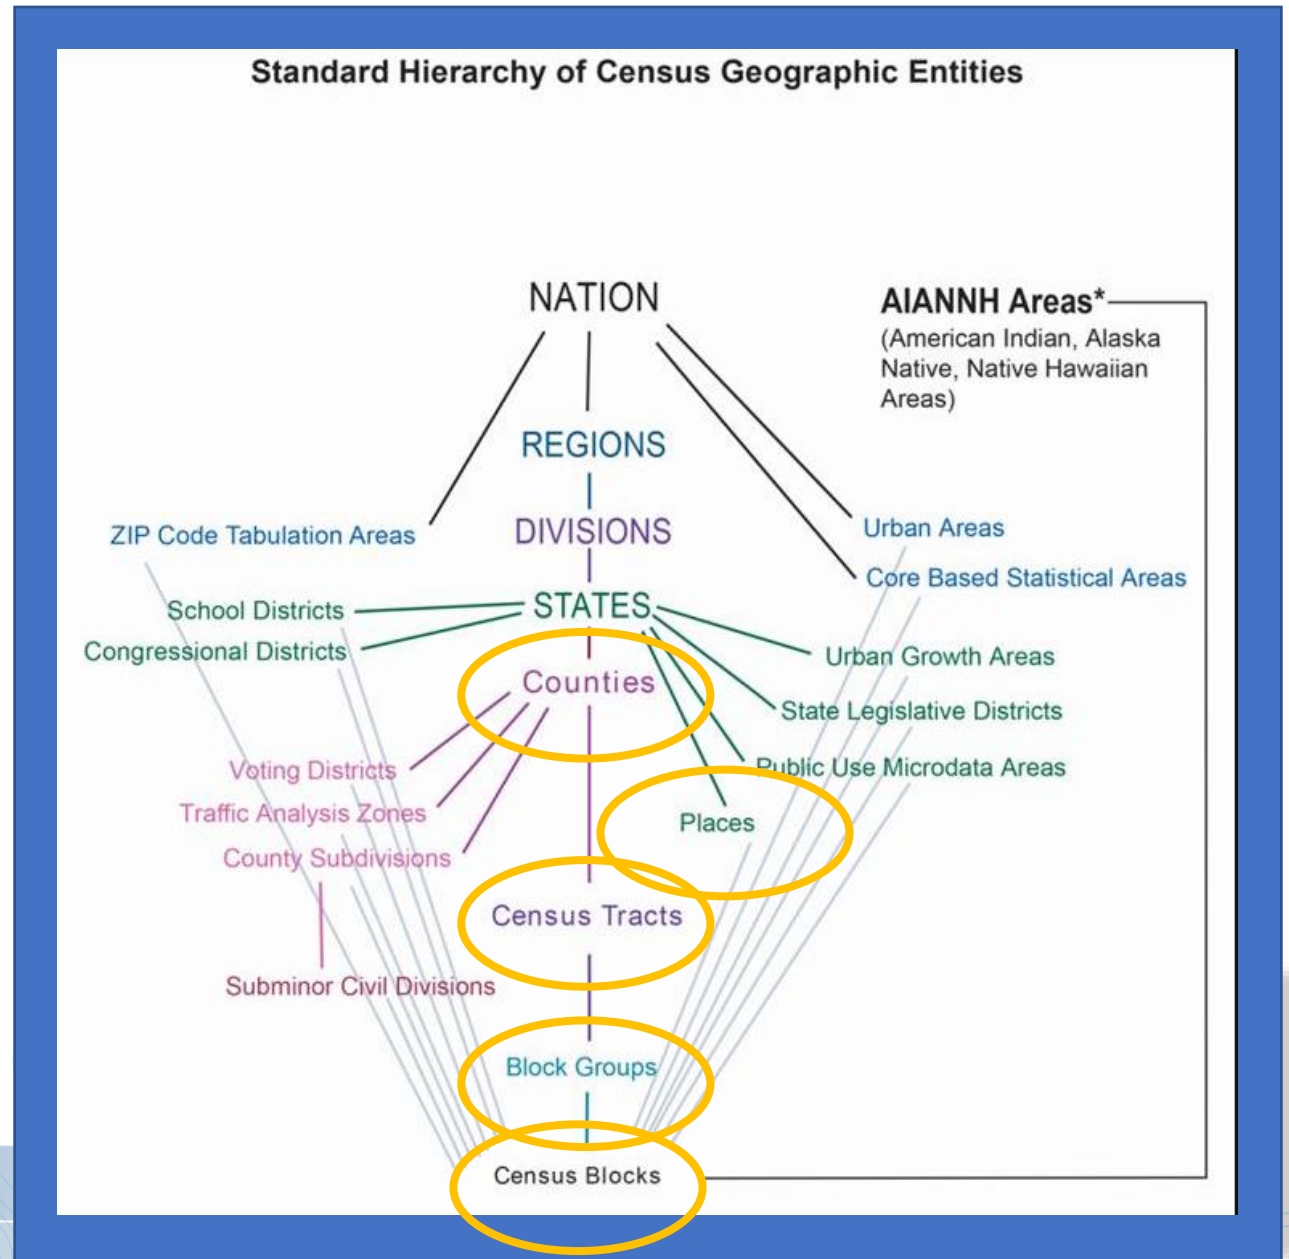 Standard Hierarchy of Census Geographic Entities
NATION
AIANNH Areas*
(American Indian, Alaska
Native, Native Hawaiian
Areas)
REGIONS
DIVISIONS
ZIP Code Tabulation Areas
Urban Areas
Core Based Statistical Areas
School Districts
STATES
Congressional Districts
Urban Growth Areas
Counties
State Legislative Districts
Voting Districts
Public Use Microdata Areas
Traffic Analysis Zones
Places
County Subdivisions
Census Tracts
Subminor Civil Divisions
Block Groups
Census Blocks